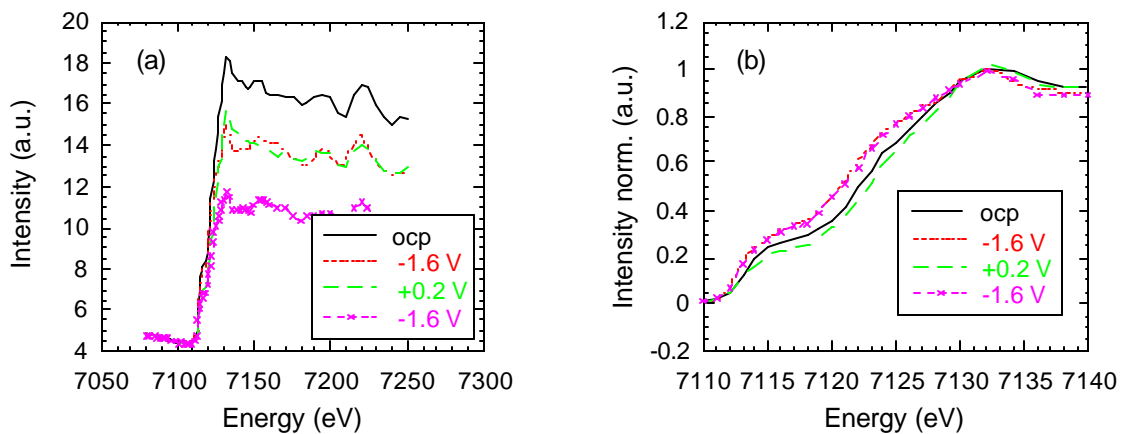 (a)
Intensity (a.u.)
20
18
16
14
12
10
8
6
4
7050 7100 7150 7200 7250 7300
Energy (eV)
ocp
-1.6 V
+0.2 V
-1.6 V
(b)
Intensity norm. (a.u.)
1.2
1
0.8
0.6
0.4
0.2
0
-0.2
7110 7115 7120 7125 7130 7135 7140
Energy (eV)
ocp
-1.6 V
+0.2 V
-1.6 V